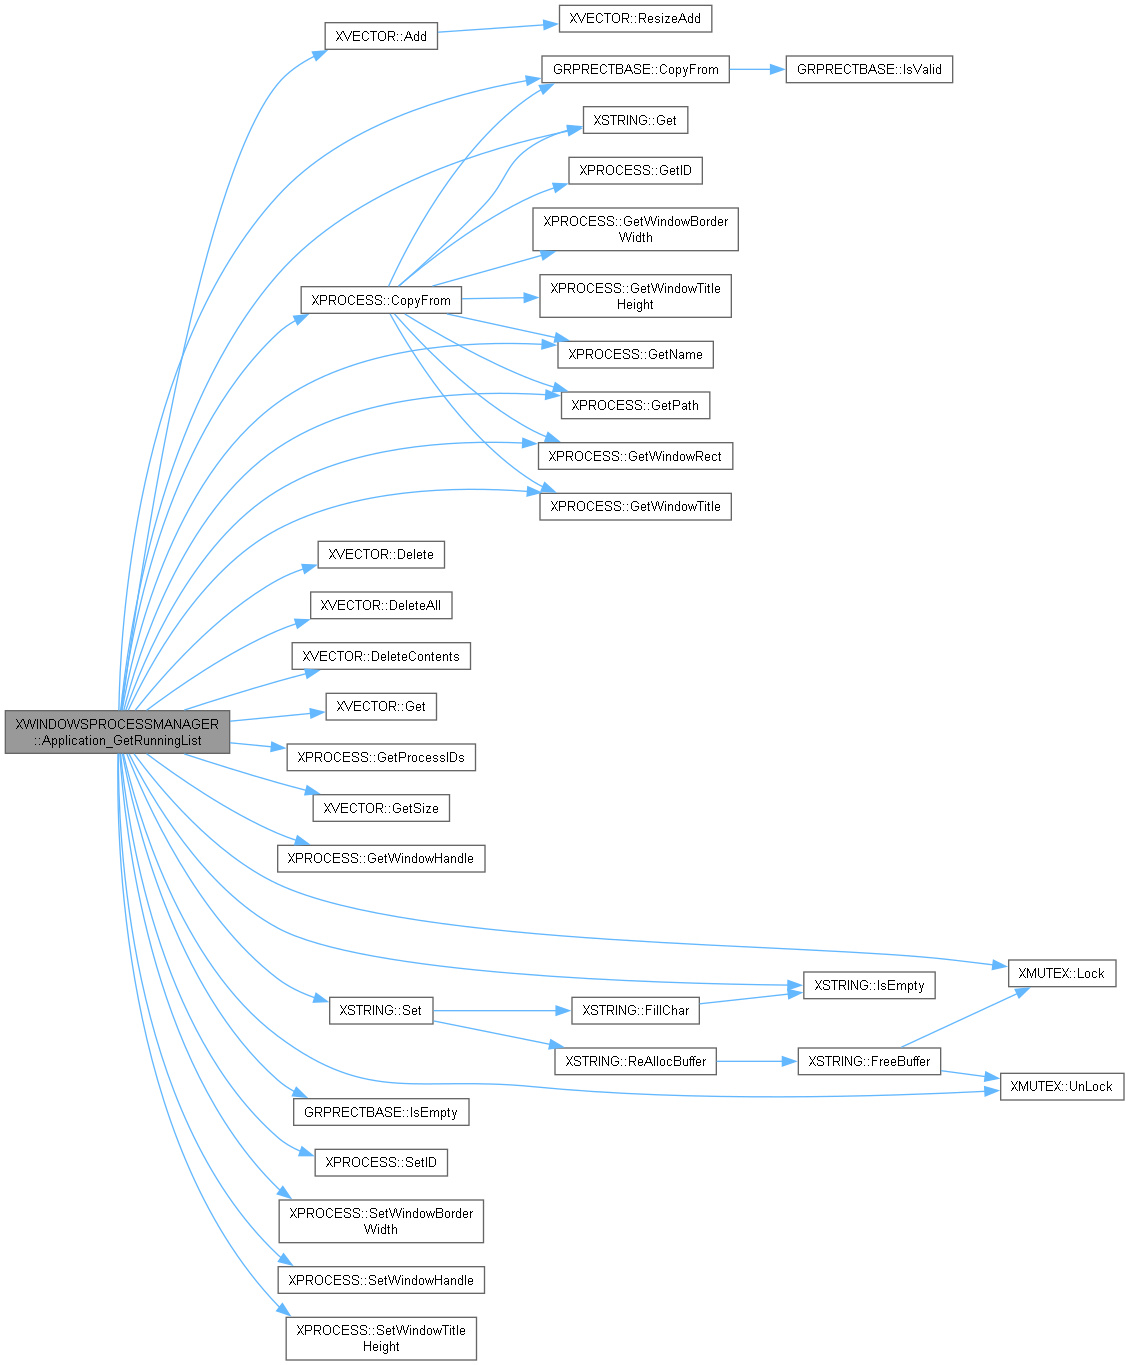 XVECTOR::ResizeAdd
XVECTOR::Add
GRPRECTBASE::CopyFrom
GRPRECTBASE::IsValid
XSTRING::Get
XPROCESS::GetID
XPROCESS::GetWindowBorder
Width
XPROCESS::GetWindowTitle
Height
XPROCESS::CopyFrom
XPROCESS::GetName
XPROCESS::GetPath
XPROCESS::GetWindowRect
XPROCESS::GetWindowTitle
XVECTOR::Delete
XVECTOR::DeleteAll
XVECTOR::DeleteContents
XVECTOR::Get
XWINDOWSPROCESSMANAGER
::Application_GetRunningList
XPROCESS::GetProcessIDs
XVECTOR::GetSize
XPROCESS::GetWindowHandle
XMUTEX::Lock
XSTRING::IsEmpty
XSTRING::Set
XSTRING::FillChar
XSTRING::ReAllocBuffer
XSTRING::FreeBuffer
XMUTEX::UnLock
GRPRECTBASE::IsEmpty
XPROCESS::SetID
XPROCESS::SetWindowBorder
Width
XPROCESS::SetWindowHandle
XPROCESS::SetWindowTitle
Height